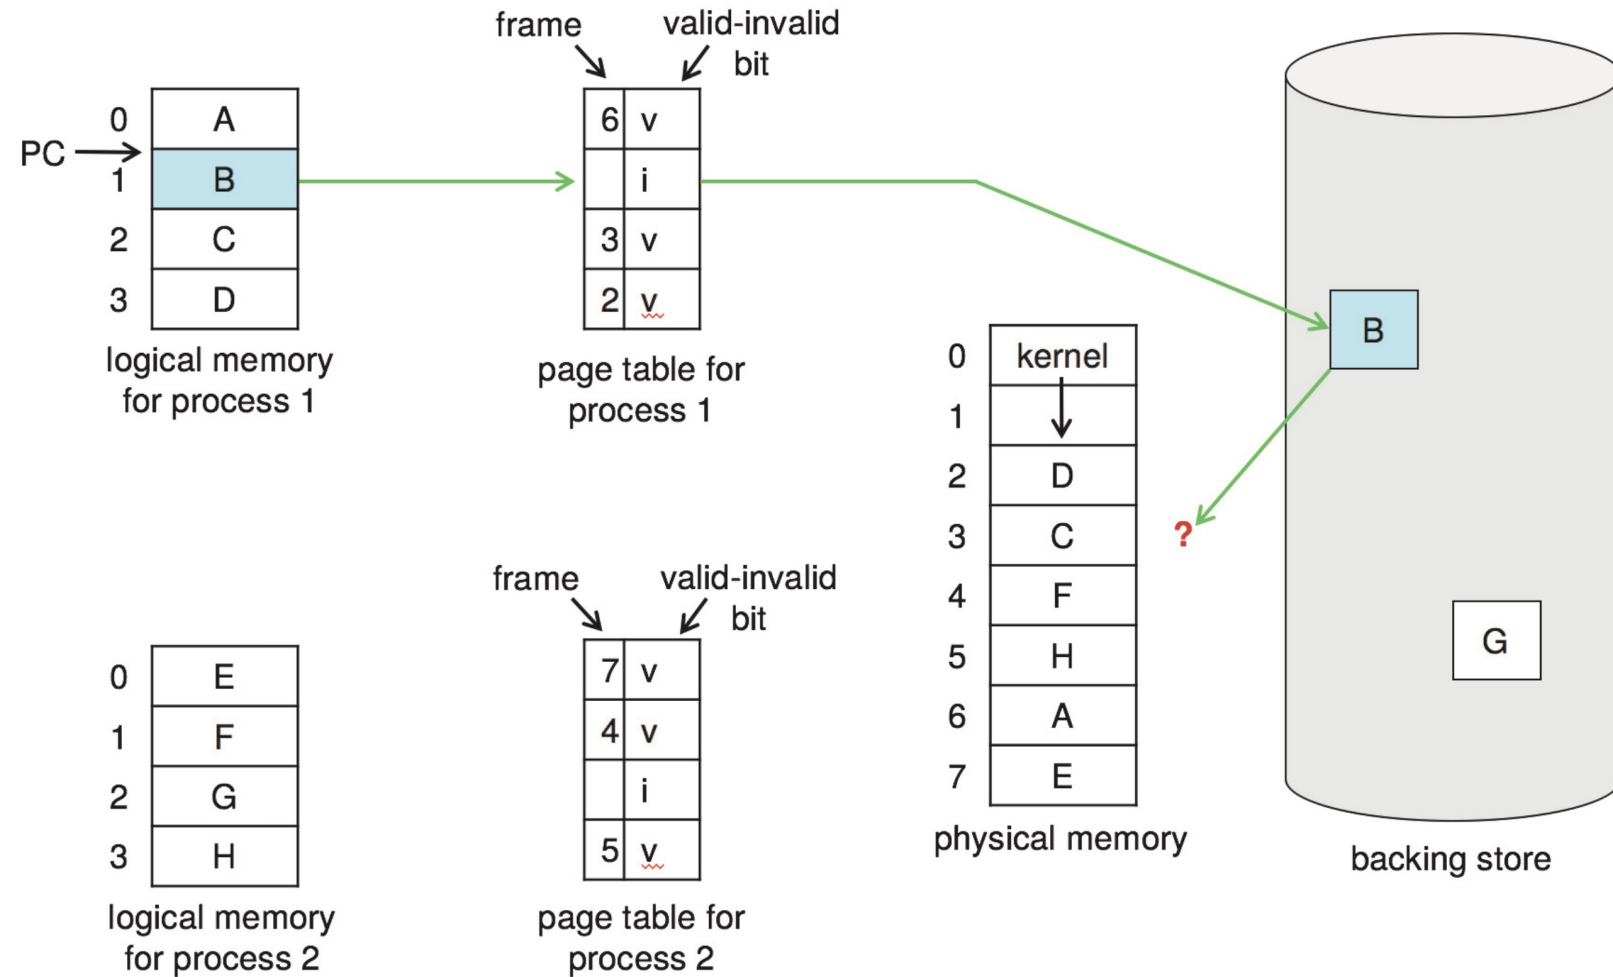 frame
valid-invalid
bit
0 A
PC
1 B
2 C
3 D
logical memory
for process 1
6 v
i
3 v
2 v
page table for
process 1
B
0 kernel
1
2 D
3 C
?
4 F
5 H
6 A
7 E
physical memory
G
backing store
frame
valid-invalid
bit
0 E
1 F
2 G
3 H
logical memory
for process 2
7 v
4 v
i
5 v
page table for
process 2